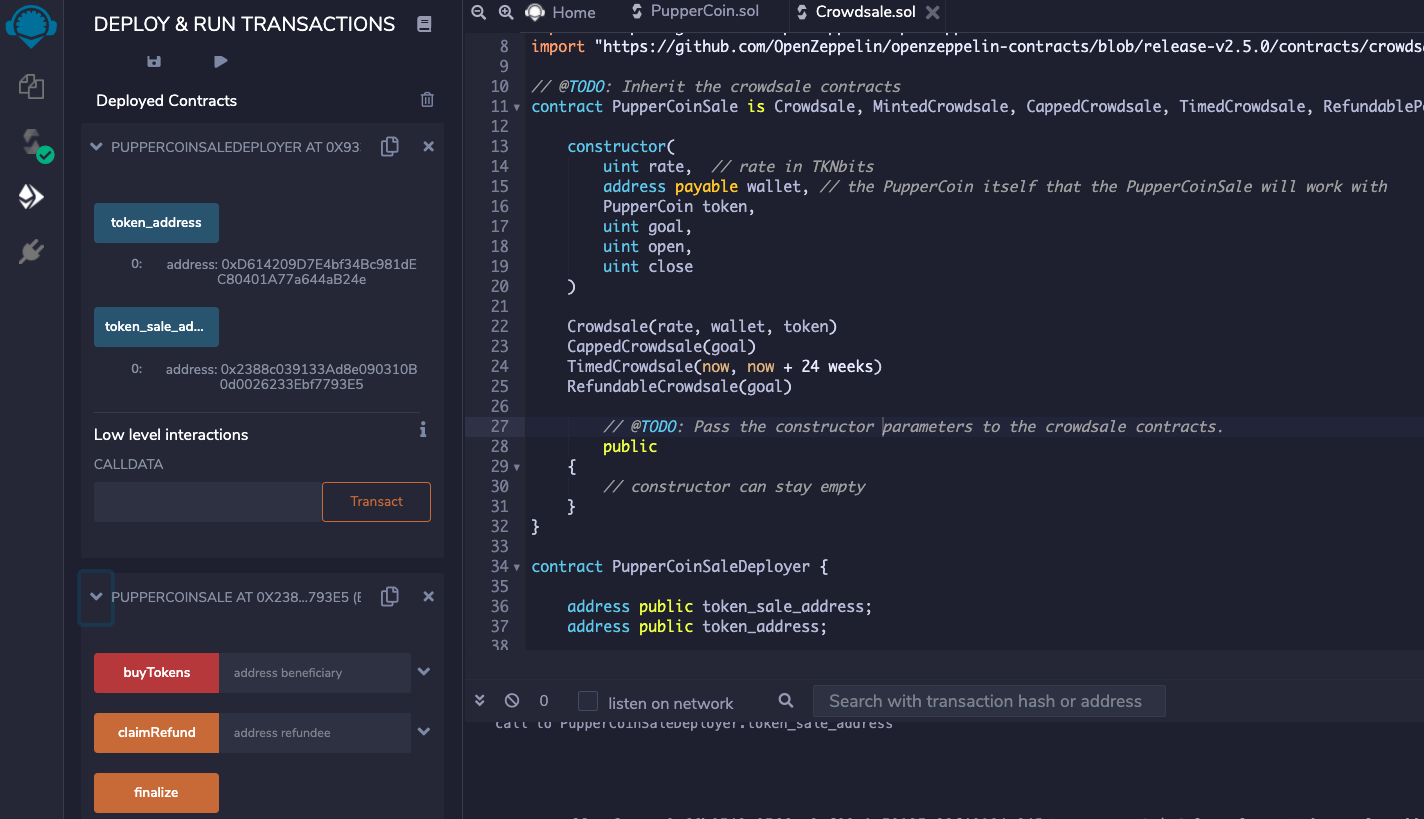 DEPLOY & RUN TRANSACTIONS
Deployed Contracts
PUPPERCOINSALEDEPLOYER AT 0X93
token_address
0: address: 0xD614209D7E4bf34Bc981dE
C80401A77a644aB24e
token_sale_ad...
0: address: 0x2388c039133Ad8e090310B
0d0026233Ebf7793E5
Low level interactions
CALLDATA
Transact
PUPPERCOINSALE AT 0X238...793E5 (E
buyTokens address beneficiary
claimRefund address refundee
finalize
Home PupperCoin.sol Crowdsale.sol
8 import "https://github.com/OpenZeppelin/openzeppelin-contracts/blob/release-v2.5.0/contracts/crowds
9
10 // @TODO: Inherit the crowdsale contracts
11 contract PupperCoinSale is Crowdsale, MintedCrowdsale, CappedCrowdsale, TimedCrowdsale, RefundableP
12
13 constructor(
14 uint rate, // rate in TKNbits
15 address payable wallet, // the PupperCoin itself that the PupperCoinSale will work with
16 PupperCoin token,
17 uint goal,
18 uint open,
19 uint close
20 )
21
22 Crowdsale(rate, wallet, token)
23 CappedCrowdsale(goal)
24 TimedCrowdsale(now, now + 24 weeks)
25 RefundableCrowdsale(goal)
26
27 // @TODO: Pass the constructor parameters to the crowdsale contracts.
28 public
29 {
30 // constructor can stay empty
31 }
32 }
33
34 contract PupperCoinSaleDeployer {
35
36 address public token_sale_address;
37 address public token_address;
38
0 listen on network Search with transaction hash or address
call to PupperCoinSaleDeployer.token_sale_address